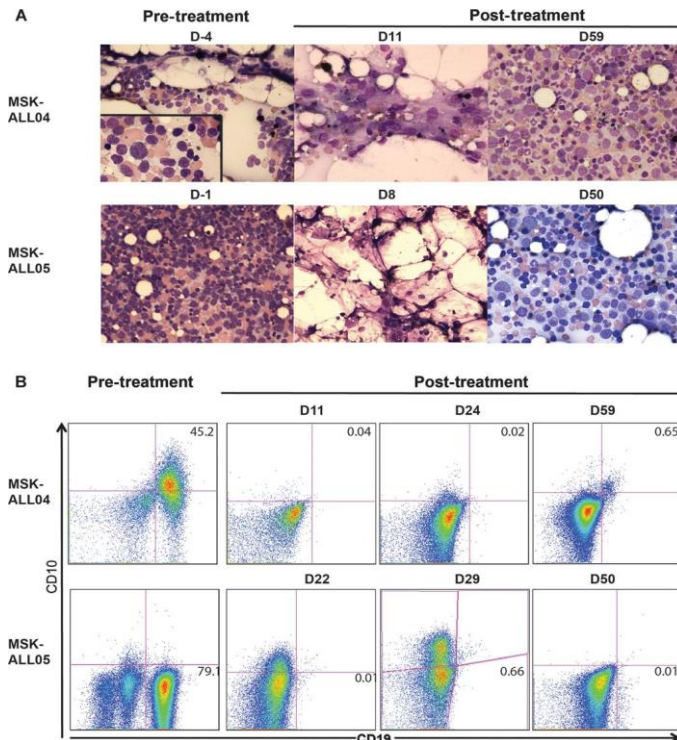 A
Pre-treatment
Post-treatment
D-4
D11
D59
MSK-
ALL04
D-1
D8
D50
MSK-
ALL05
B
Pre-treatment
Post-treatment
D11
D24
D59
MSK-
ALL04
45.2
0.04
0.02
0.65
CD10
D22
D29
D50
MSK-
ALL05
79.1
0.01
0.66
0.01
CD19